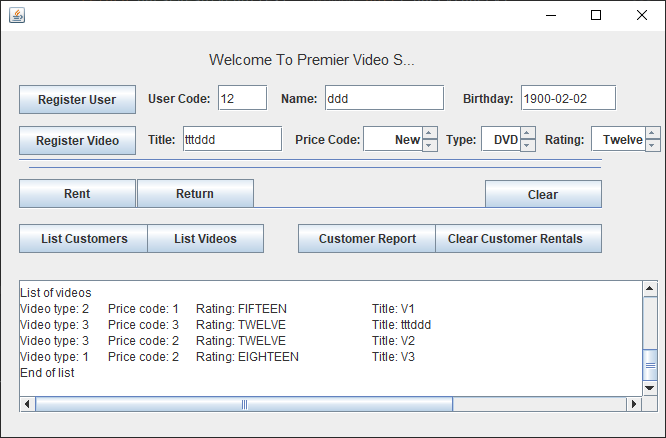 Welcome To Premier Video S...
Register User User Code: 12 Name: ddd Birthday: 1900-02-02
Register Video Title: tttddd Price Code: New Type: DVD Rating: Twelve
Rent Return Clear
List Customers List Videos Customer Report Clear Customer Rentals
List of videos
Video type: 2 Price code: 1 Rating: FIFTEEN Title: V1
Video type: 3 Price code: 3 Rating: TWELVE Title: tttddd
Video type: 3 Price code: 2 Rating: TWELVE Title: V2
Video type: 1 Price code: 2 Rating: EIGHTEEN Title: V3
End of list